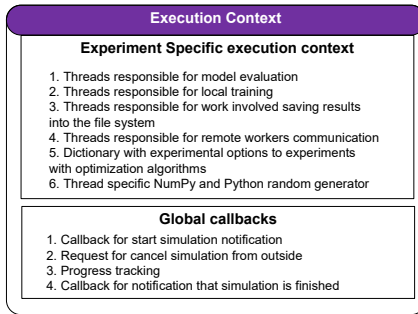 Execution Context
Experiment Specific execution context
1. Threads responsible for model evaluation
2. Threads responsible for local training
3. Threads responsible for work involved saving results
into the file system
4. Threads responsible for remote workers communication
5. Dictionary with experimental options to experiments
with optimization algorithms
6. Thread specific NumPy and Python random generator
Global callbacks
1. Callback for start simulation notification
2. Request for cancel simulation from outside
3. Progress tracking
4. Callback for notification that simulation is finished